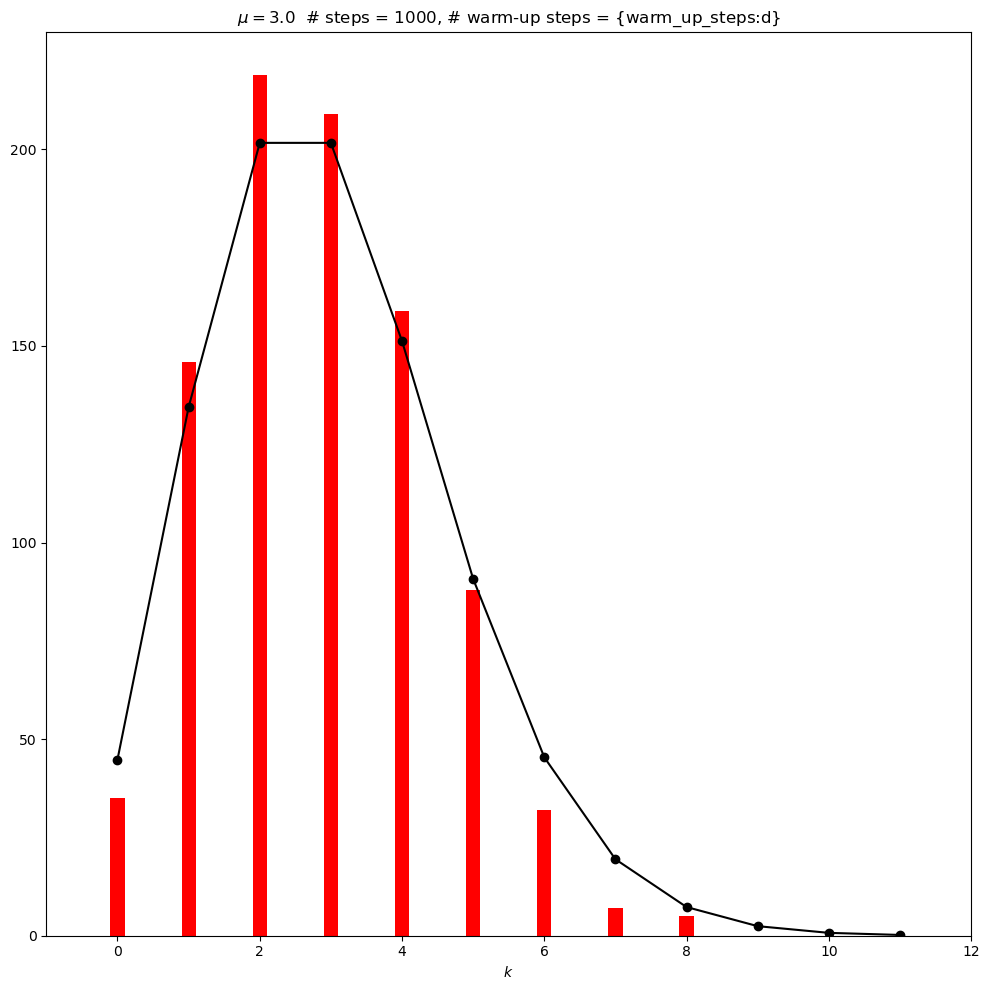 μ = 3.0 # steps = 1000, # warm-up steps = {warm_up_steps:d}
200
150
100
50
0
0 2 4 6 8 10 12
k